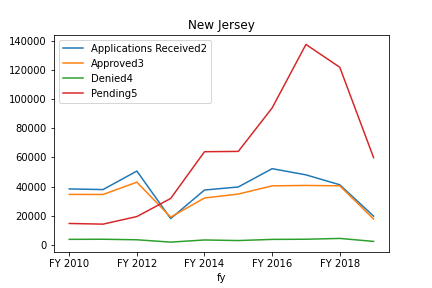 New Jersey
140000
120000
100000
80000
60000
40000
20000
0
Applications Received2
Approved3
Denied4
Pending5
FY 2010 FY 2012 FY 2014 FY 2016 FY 2018
fy